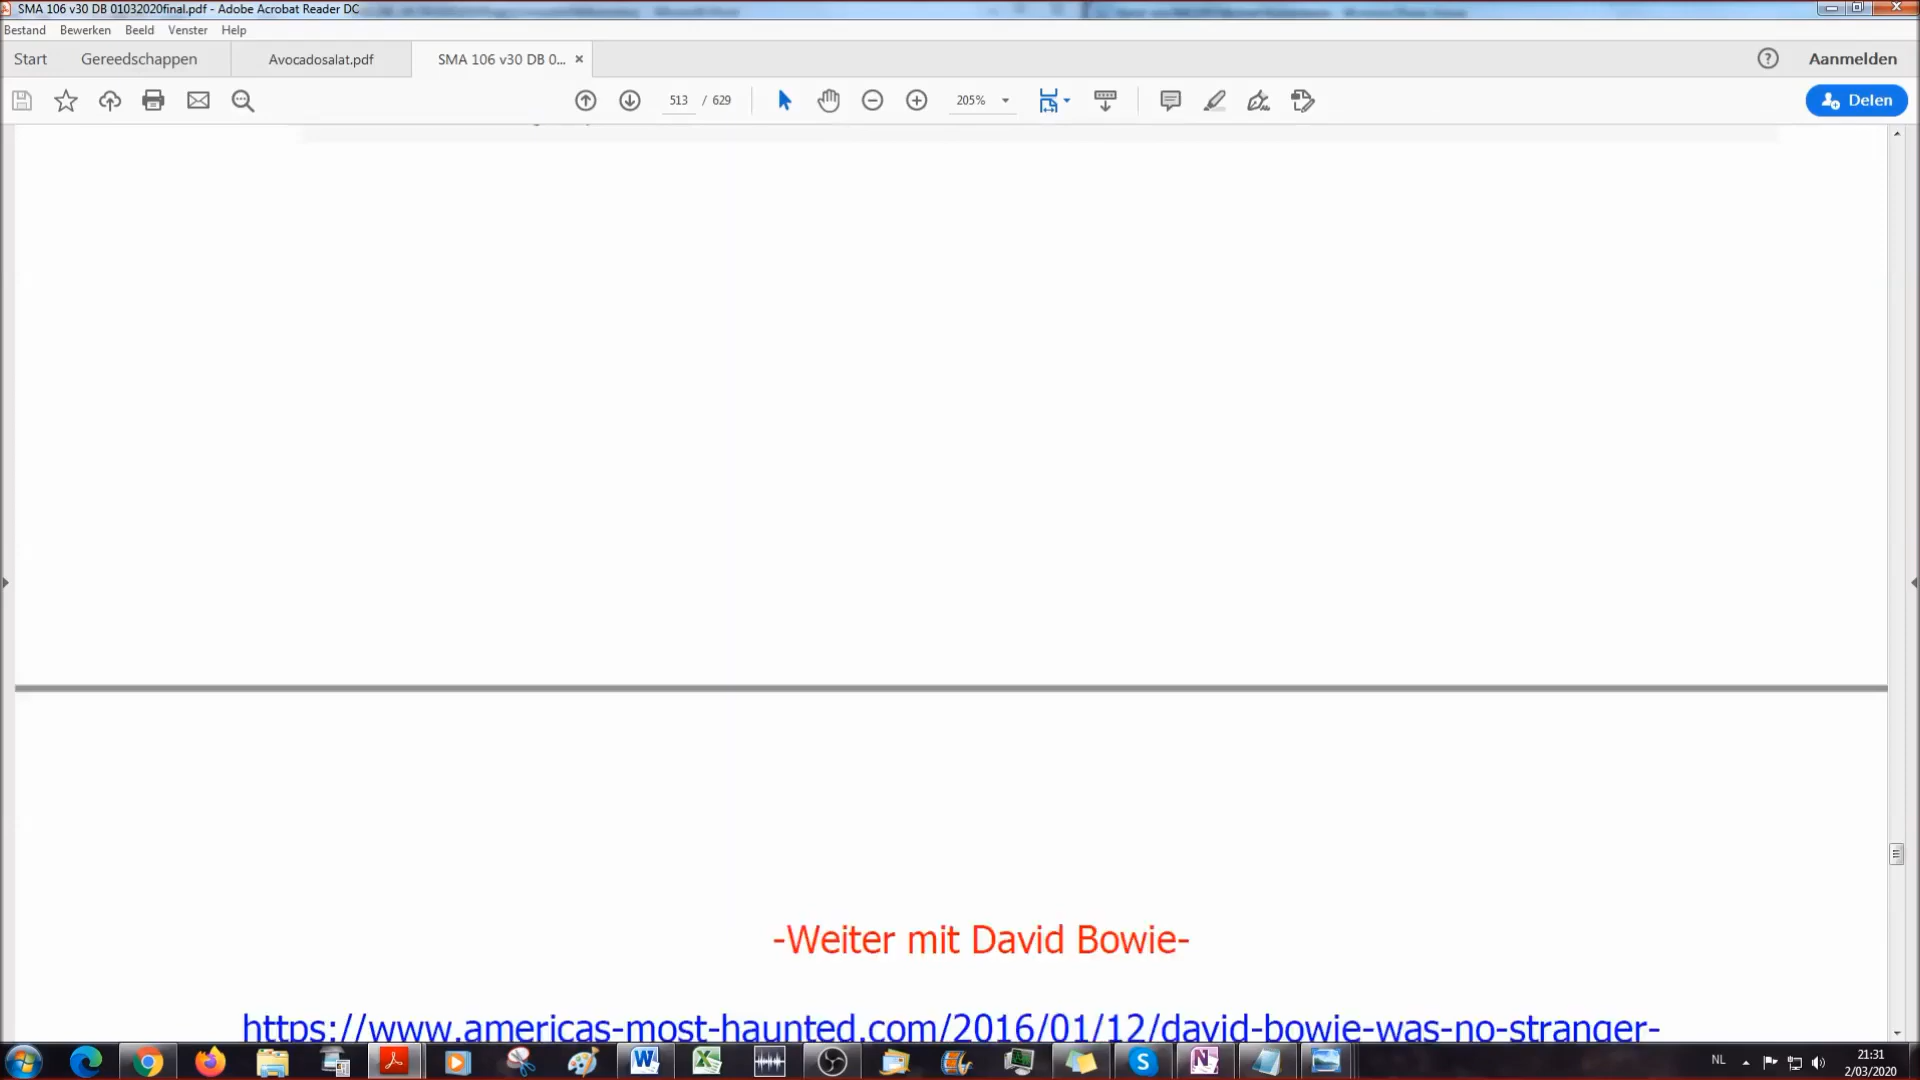 SMA 106 v30 DB 01032020final.pdf - Adobe Acrobat Reader DC
Bestand Bewerken Beeld Venster Help
Start Gereedschappen Avocadosalat.pdf SMA 106 v30 DB 0... Aanmelden
513 / 629 205% Delen
-Weiter mit David Bowie-
https://www.americas-most-haunted.com/2016/01/12/david-bowie-was-no-stranger-
NL 21:31
2/03/2020